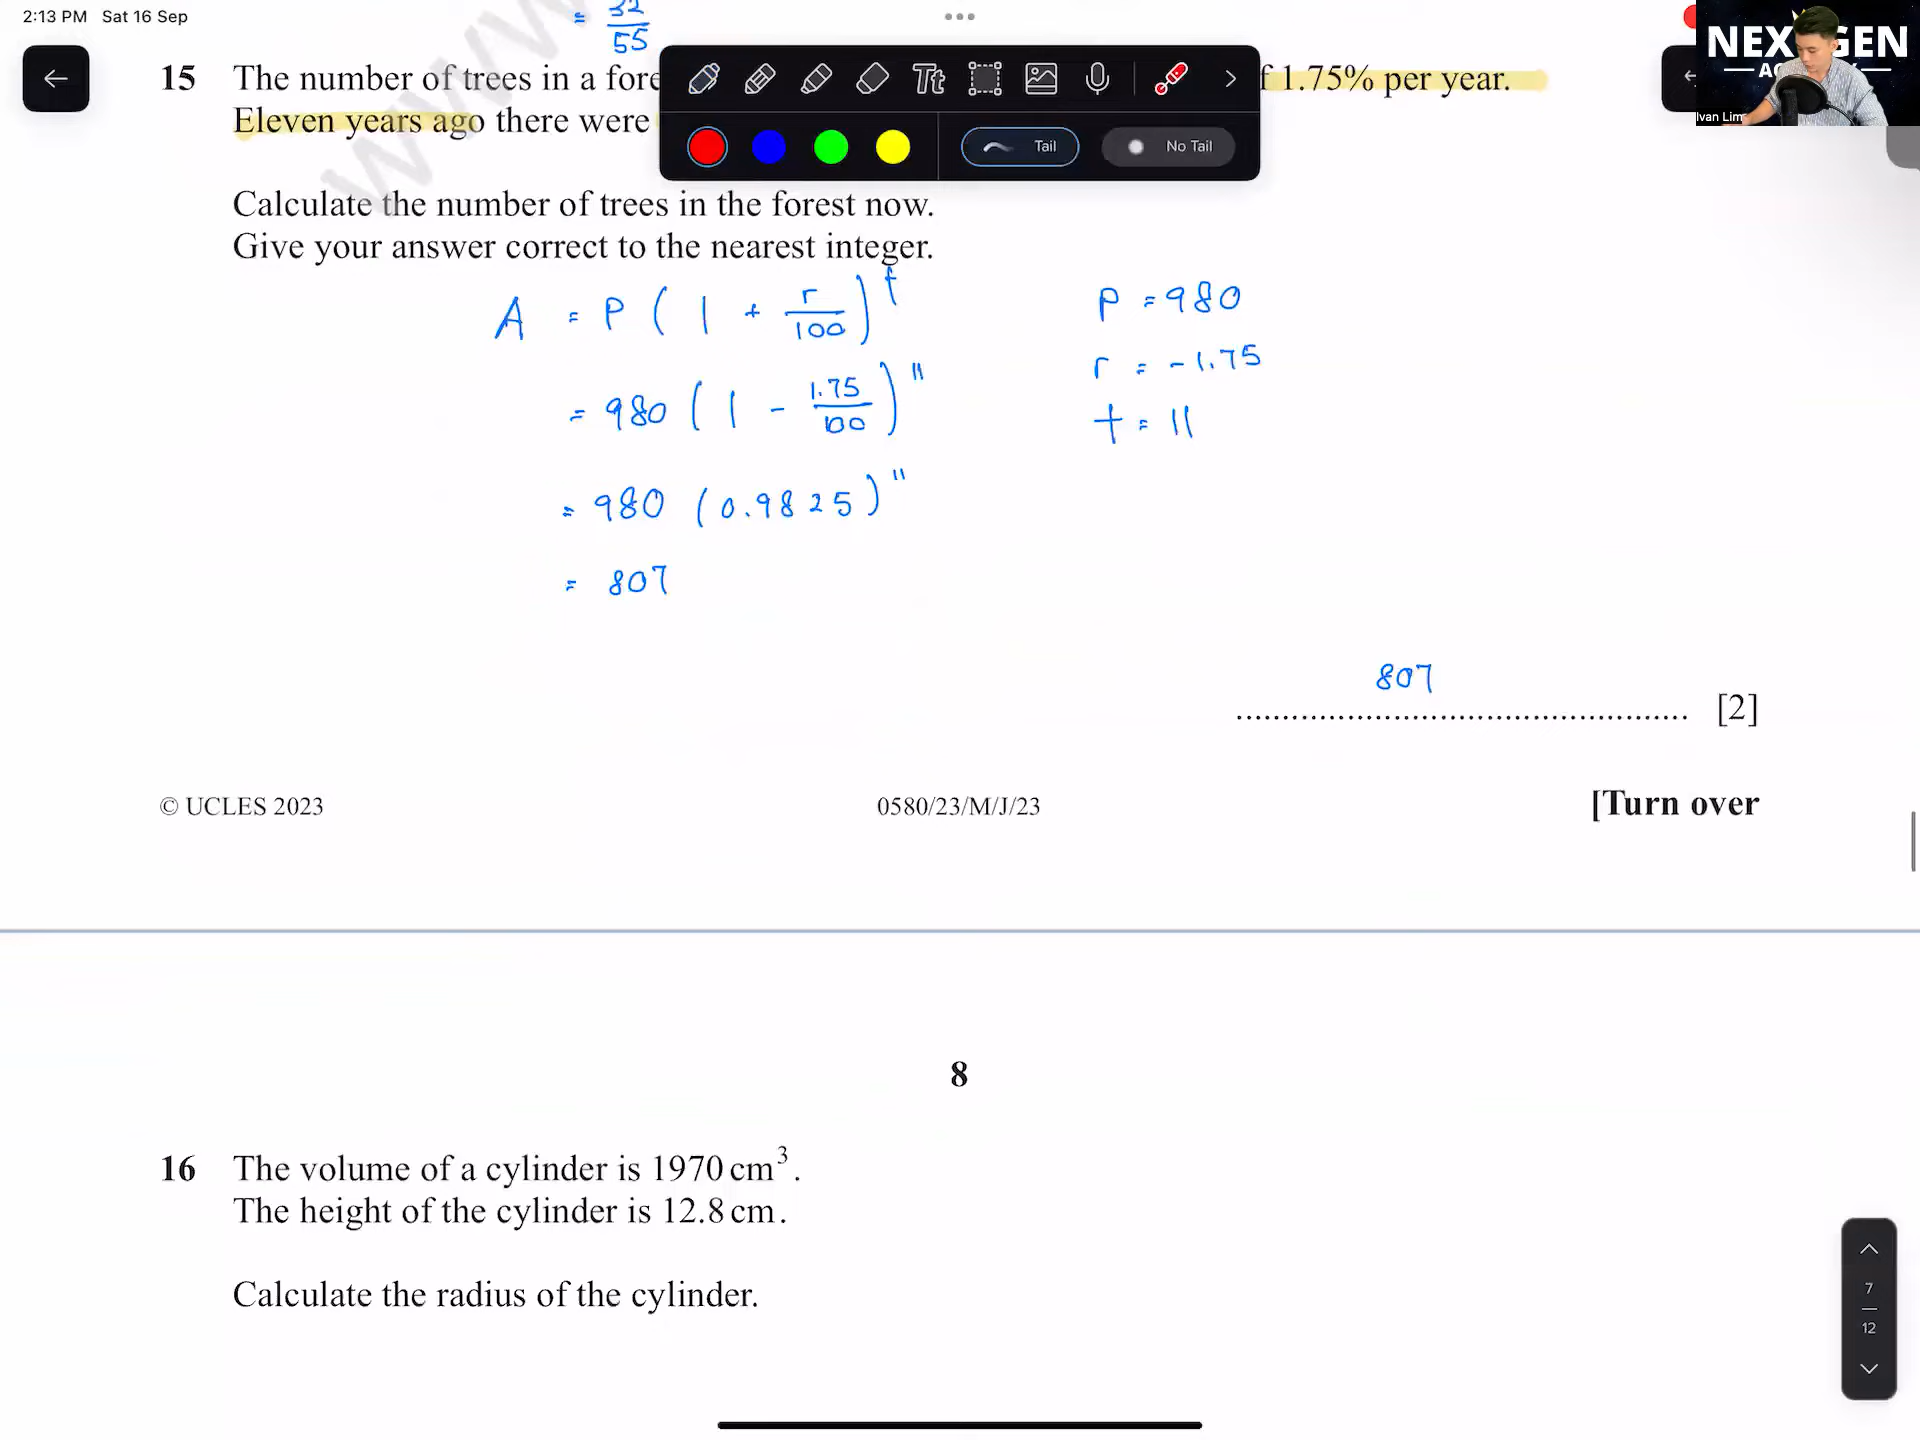 2:13 PM Sat 16 Sep
= 32/55
NEXTGEN
Ivan Lim
15 The number of trees in a fore
f 1.75% per year.
Eleven years ago there were
Tt
Tail
No Tail
Calculate the number of trees in the forest now.
Give your answer correct to the nearest integer.
A = P ( 1 + r/100 )^t
P = 980
= 980 ( 1 - 1.75/100 )^11
r = -1.75
t = 11
= 980 (0.9825)^11
= 807
807
........................................ [2]
© UCLES 2023
0580/23/M/J/23
[Turn over
8
16 The volume of a cylinder is 1970 cm³.
The height of the cylinder is 12.8 cm.
7
12
Calculate the radius of the cylinder.